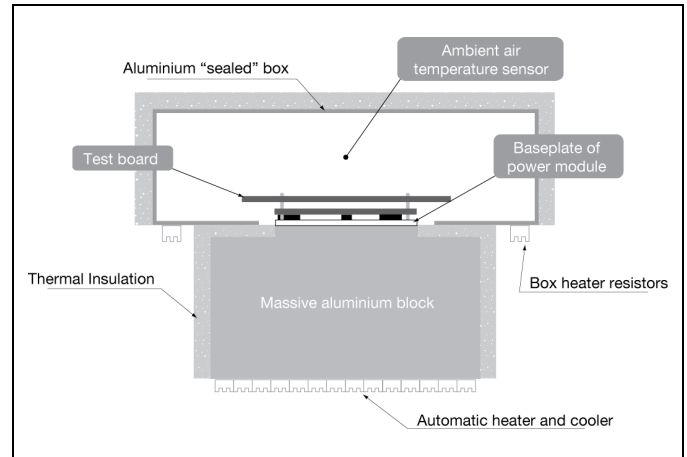 Ambient air
temperature sensor
Aluminium “sealed” box
Test board
Baseplate of
power module
Thermal Insulation
Massive aluminium block
Box heater resistors
Automatic heater and cooler